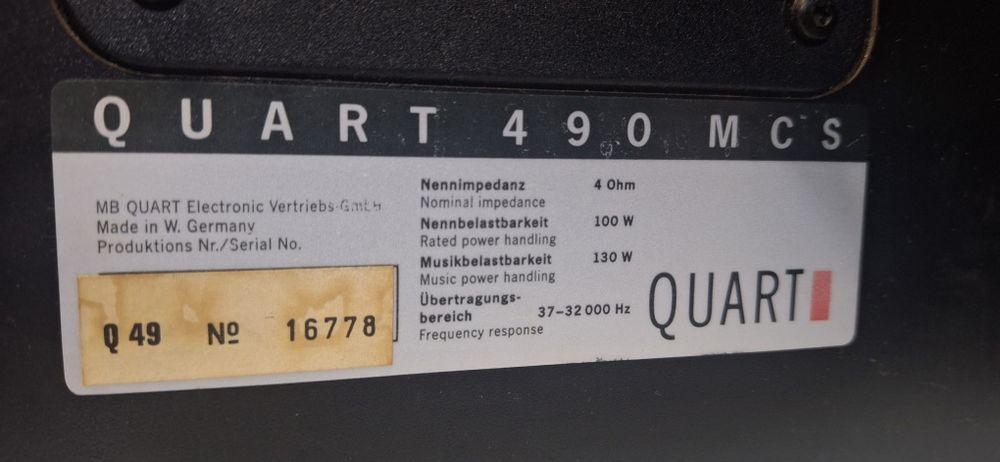 QUART 490 MCS
MB QUART Electronic Vertriebs-GmbH
Made in W. Germany
Produktions Nr./Serial No.
Q 49 Nº 16778
Nennimpedanz 4 Ohm
Nominal impedance
Nennbelastbarkeit 100 W
Rated power handling
Musikbelastbarkeit 130 W
Music power handling
Übertragungs-
bereich 37–32 000 Hz
Frequency response
QUART